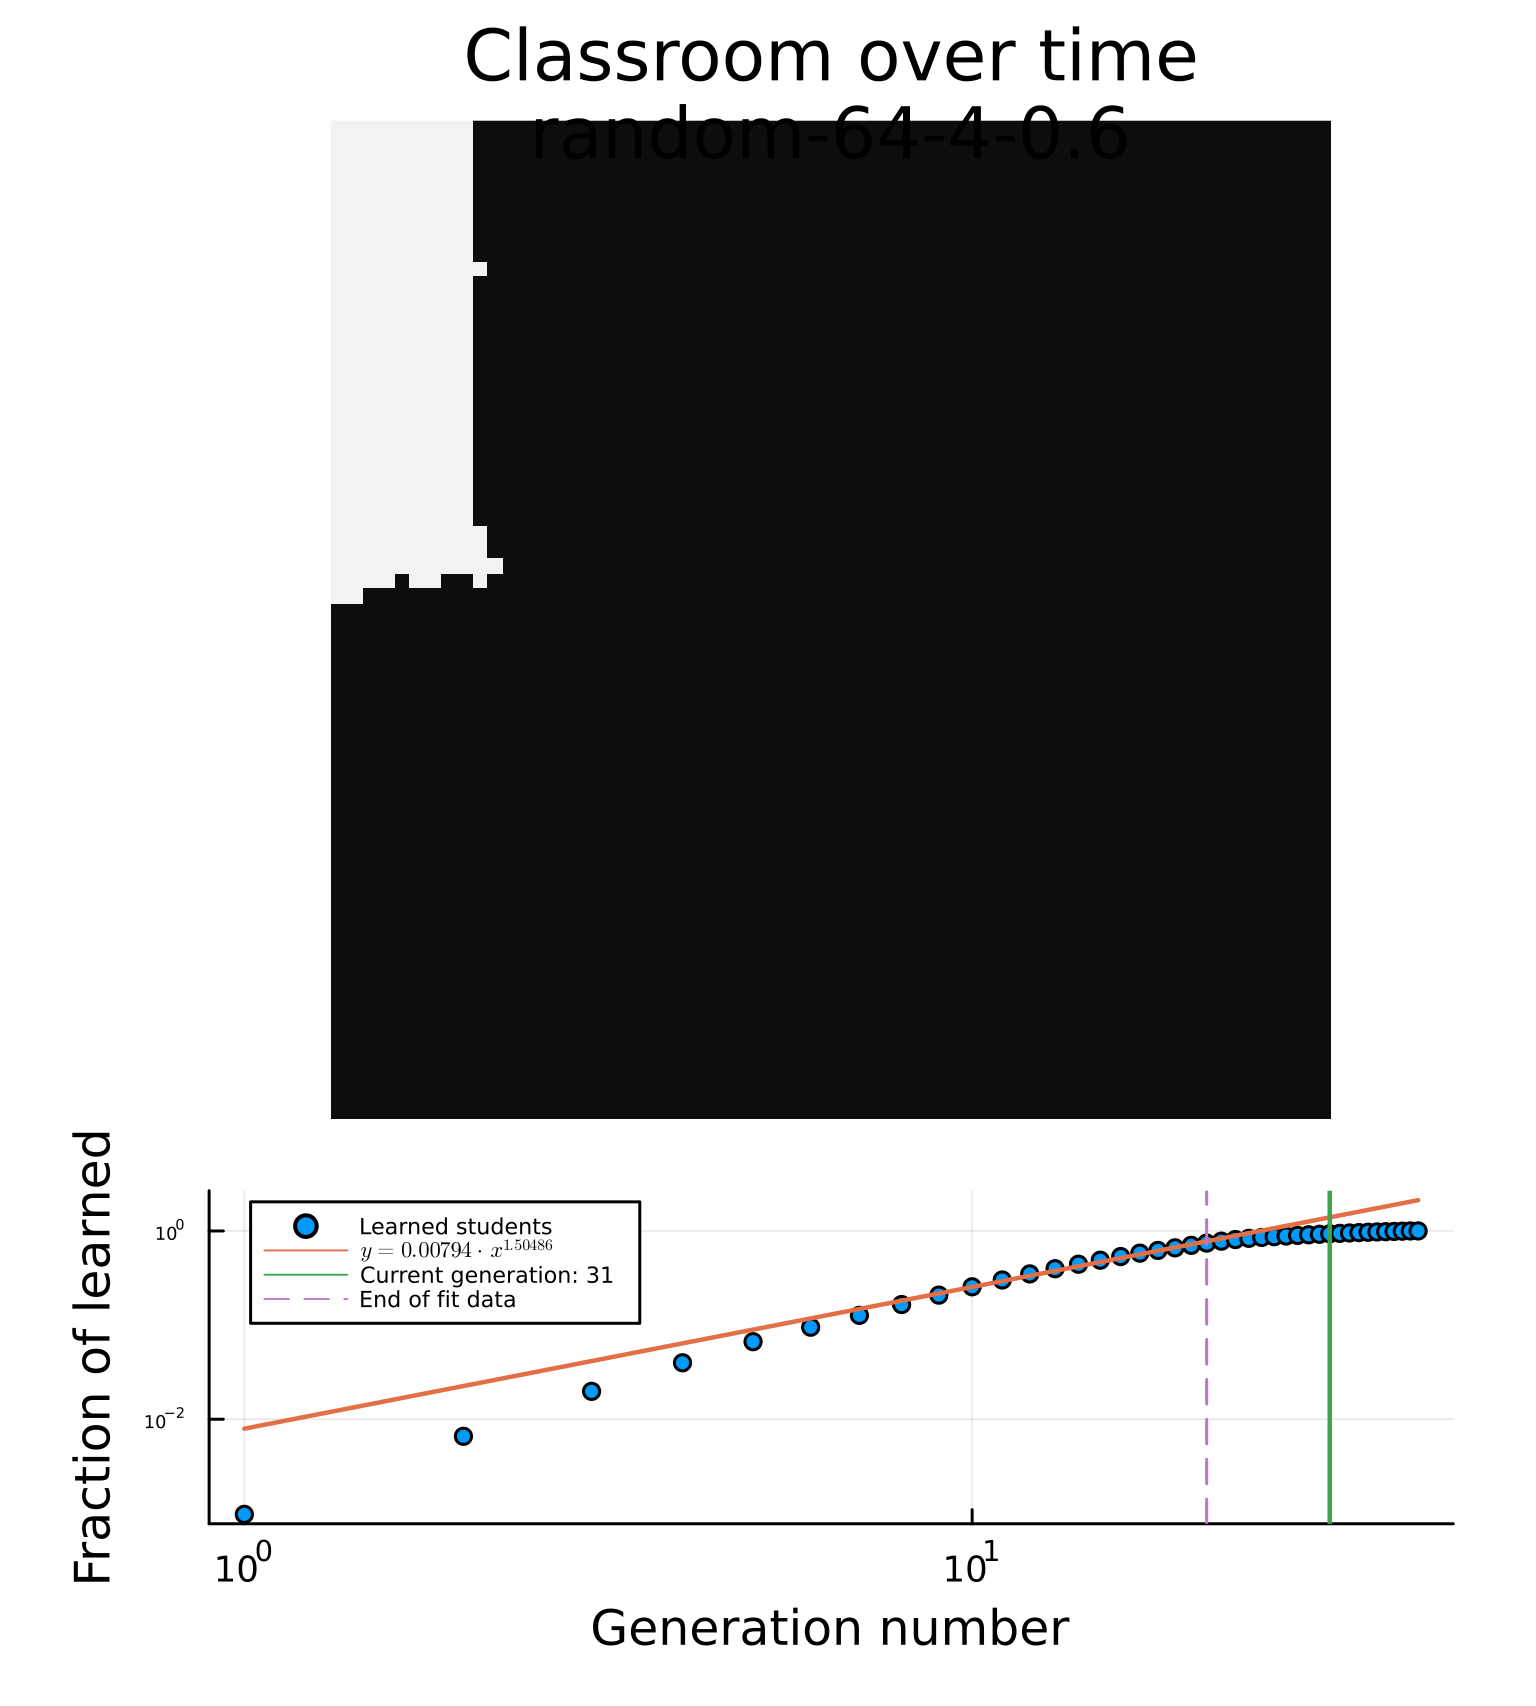 Classroom over time
random-64-4-0.6
Fraction of learned
10⁰
10⁻²
Learned students
y = 0.00794 · x^1.50486
Current generation: 31
End of fit data
10⁰
10¹
Generation number